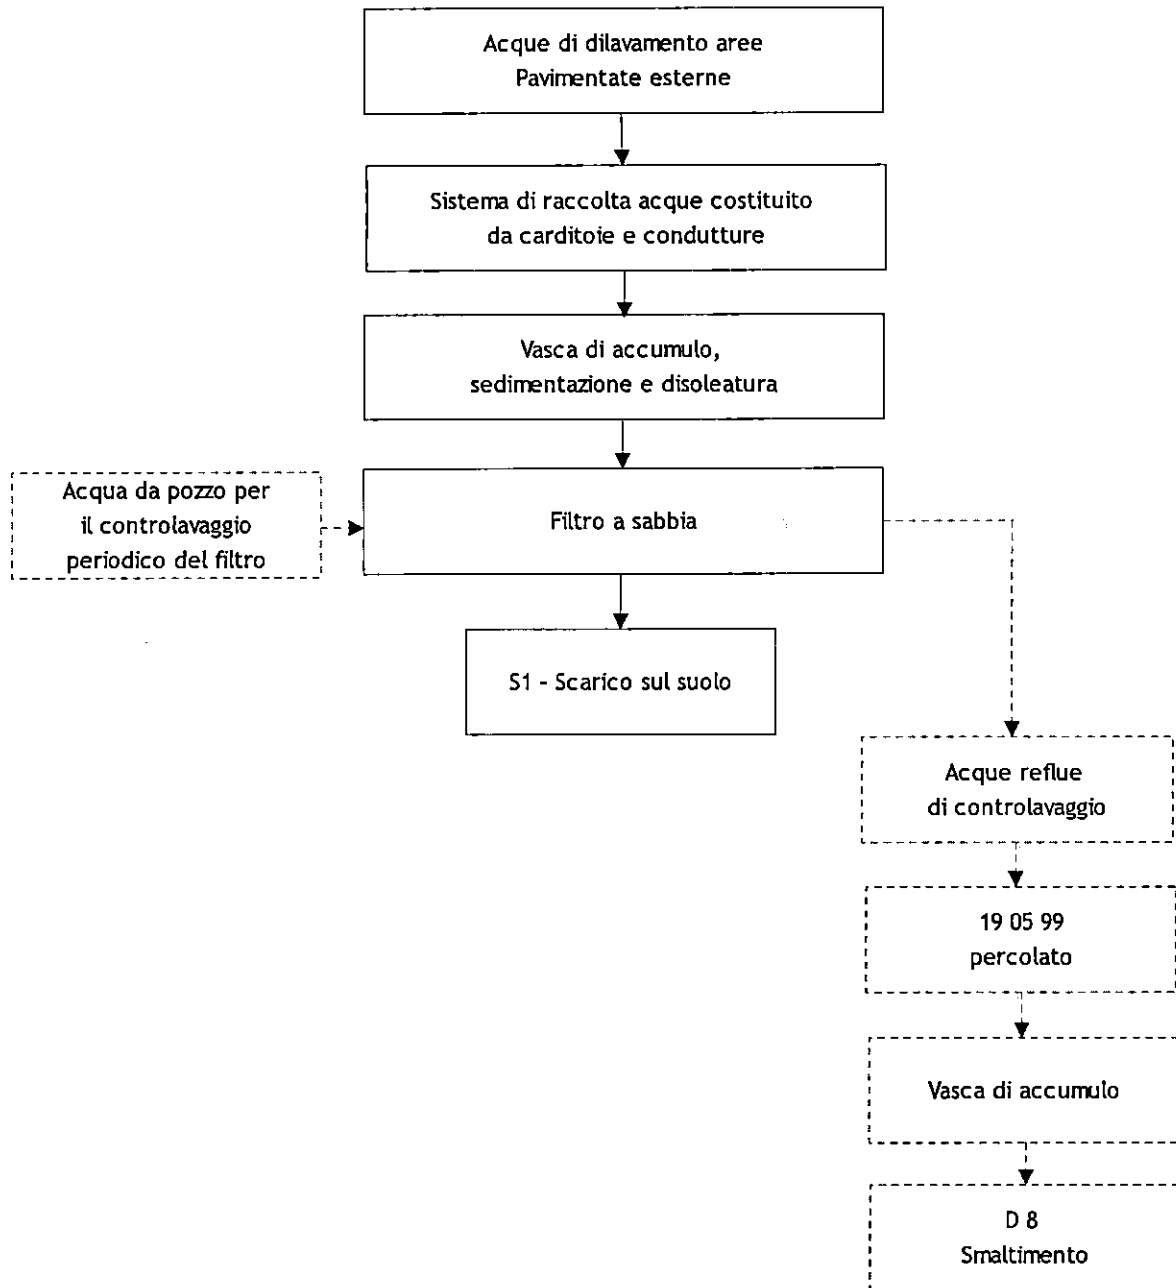 Acque di dilavamento aree
Pavimentate esterne
Sistema di raccolta acque costituito
da carditoie e condutture
Vasca di accumulo,
sedimentazione e disoleatura
Acqua da pozzo per
il controlavaggio
periodico del filtro
Filtro a sabbia
S1 - Scarico sul suolo
Acque reflue
di controlavaggio
19 05 99
percolato
Vasca di accumulo
D 8
Smaltimento